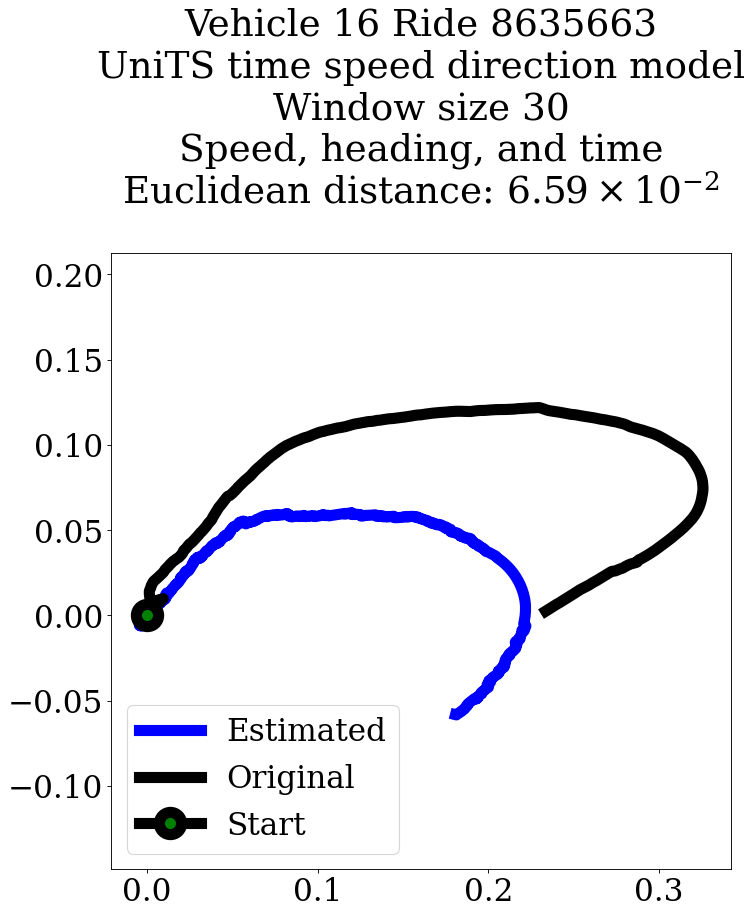 Vehicle 16 Ride 8635663
UniTS time speed direction model
Window size 30
Speed, heading, and time
Euclidean distance: 6.59 × 10⁻²
0.20
0.15
0.10
0.05
0.00
−0.05
−0.10
Estimated
Original
Start
0.0 0.1 0.2 0.3